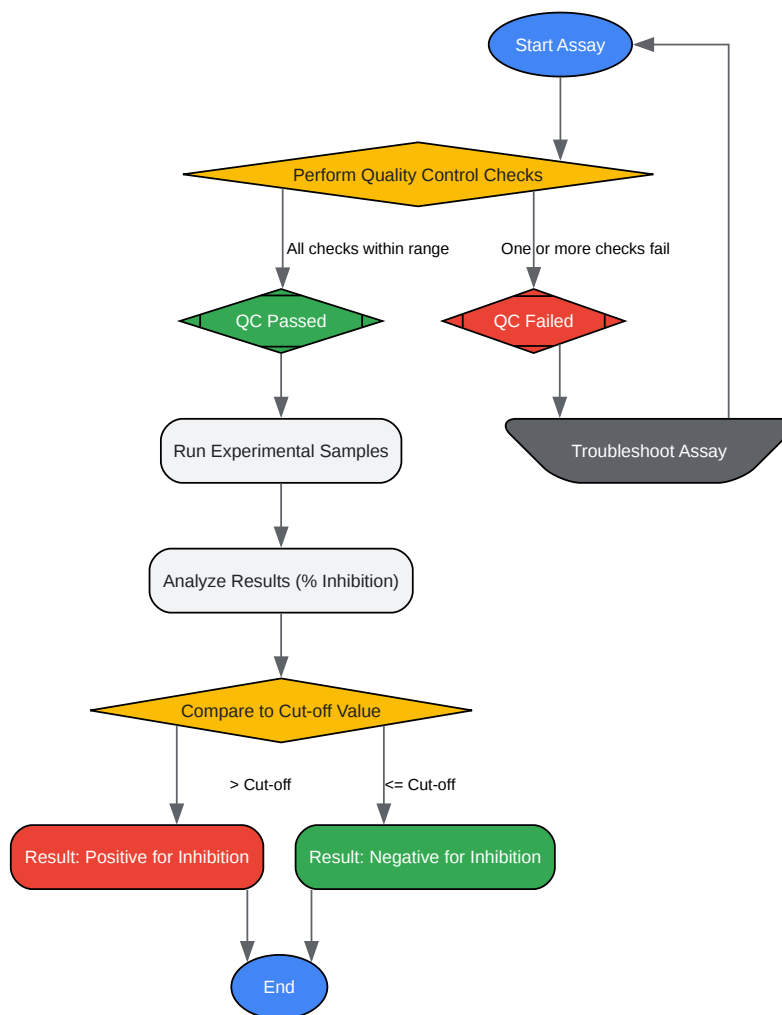 Start Assay
Perform Quality Control Checks
All checks within range
One or more checks fail
QC Passed
QC Failed
Run Experimental Samples
Troubleshoot Assay
Analyze Results (% Inhibition)
Compare to Cut-off Value
> Cut-off
<= Cut-off
Result: Positive for Inhibition
Result: Negative for Inhibition
End